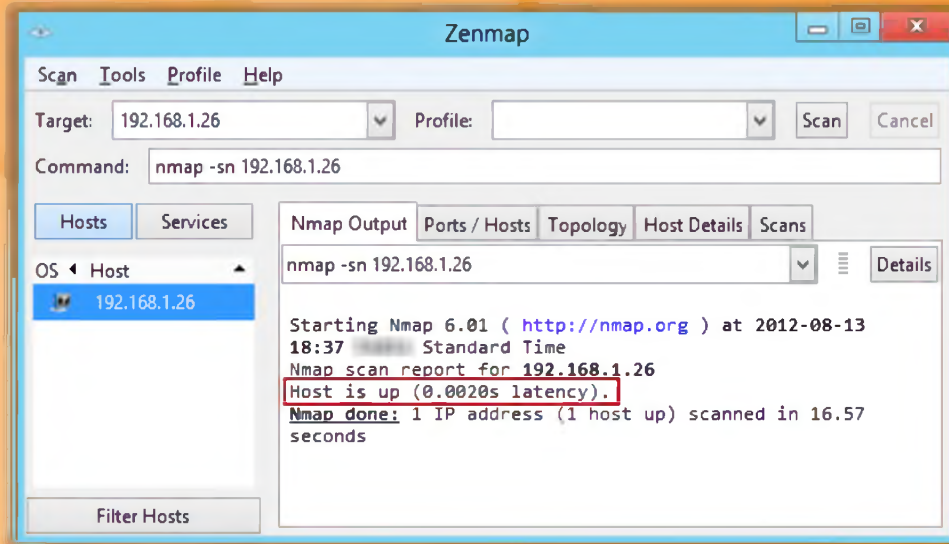 Zenmap
Scan Tools Profile Help
Target: 192.168.1.26 Profile: Scan Cancel
Command: nmap -sn 192.168.1.26
Hosts Services
Nmap Output Ports / Hosts Topology Host Details Scans
OS Host
nmap -sn 192.168.1.26 Details
192.168.1.26
Starting Nmap 6.01 ( http://nmap.org ) at 2012-08-13
18:37 Standard Time
Nmap scan report for 192.168.1.26
Host is up (0.0020s latency).
Nmap done: 1 IP address (1 host up) scanned in 16.57
seconds
Filter Hosts